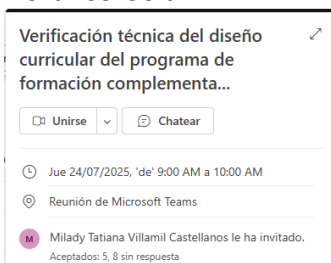 Verificación técnica del diseño
curricular del programa de
formación complementa...
Unirse
Chatear
Jue 24/07/2025, 'de' 9:00 AM a 10:00 AM
Reunión de Microsoft Teams
M
Milady Tatiana Villamil Castellanos le ha invitado.
Aceptados: 5, 8 sin respuesta